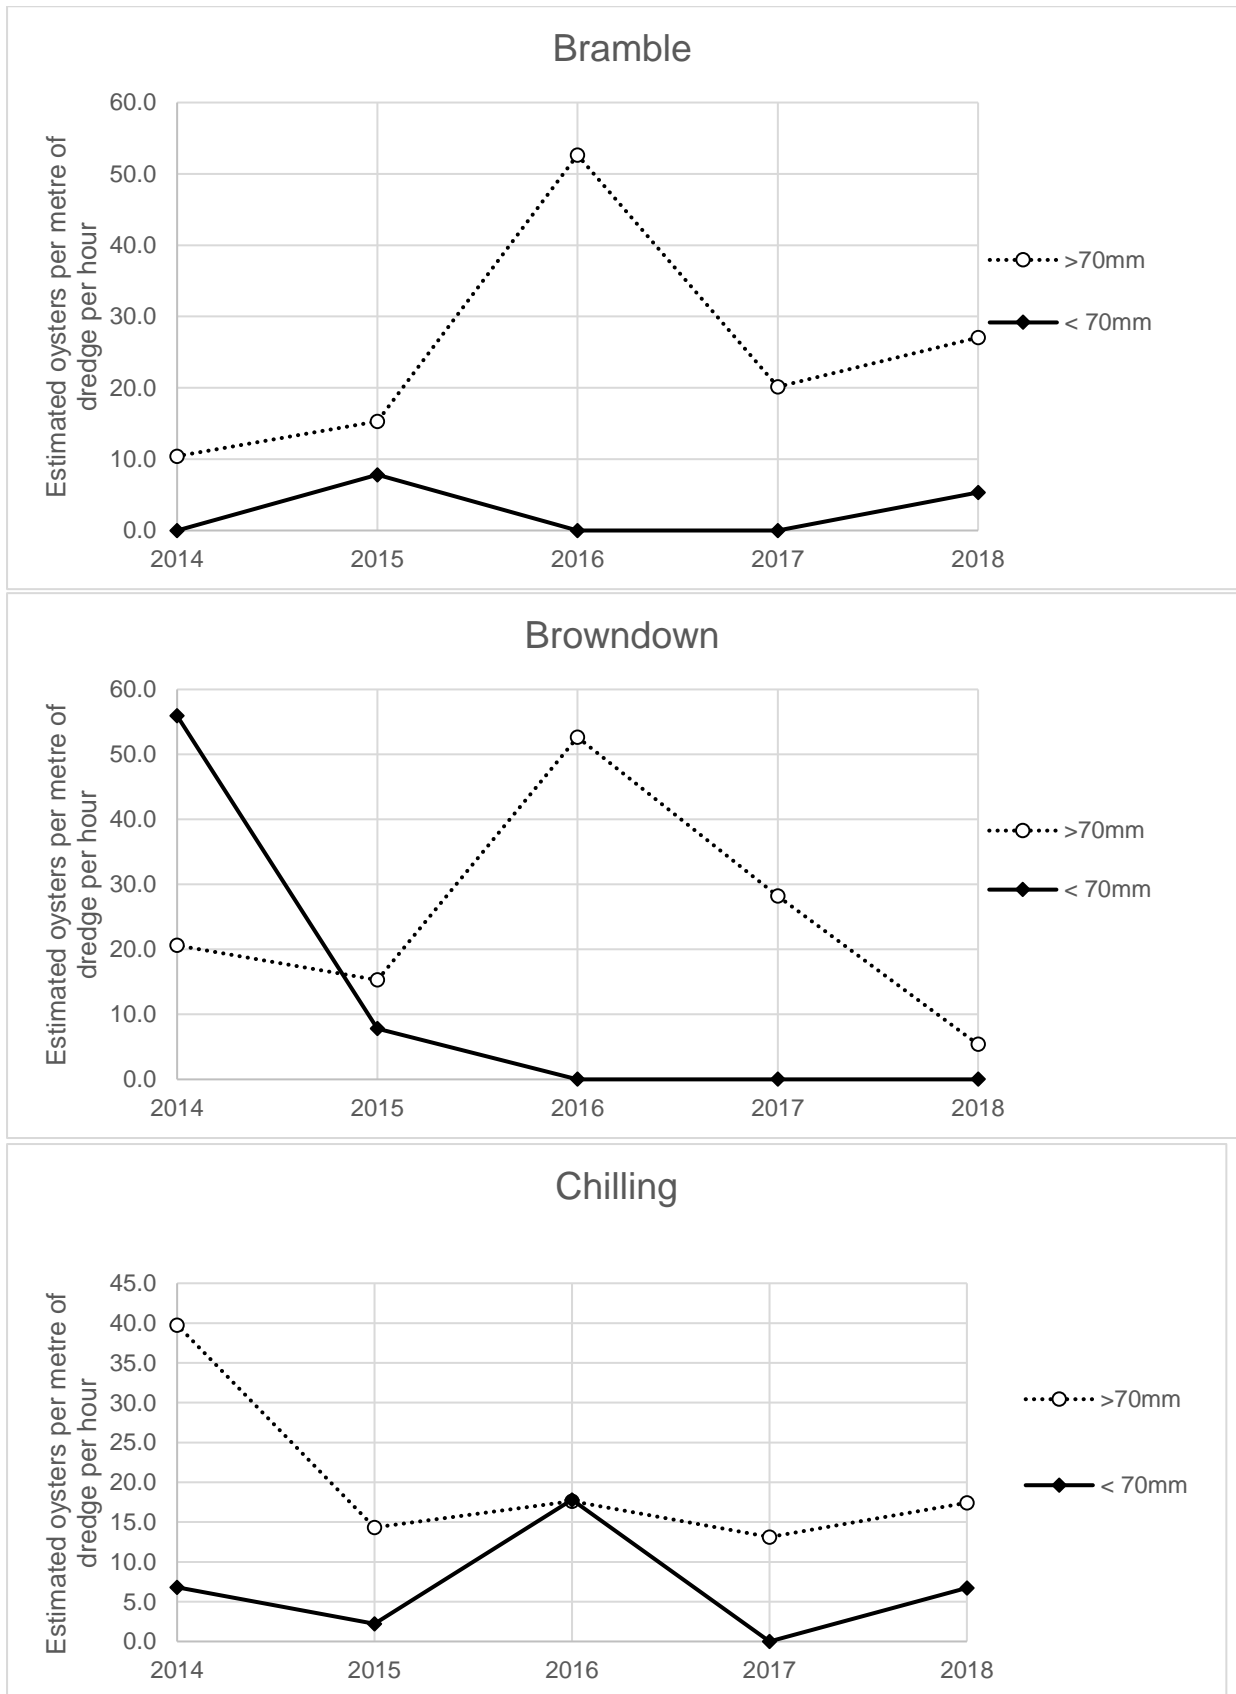 Bramble
Estimated oysters per metre of
dredge per hour
60.0
50.0
40.0
30.0
20.0
10.0
0.0
2014 2015 2016 2017 2018
>70mm
< 70mm
Browndown
Estimated oysters per metre of
dredge per hour
60.0
50.0
40.0
30.0
20.0
10.0
0.0
2014 2015 2016 2017 2018
>70mm
< 70mm
Chilling
Estimated oysters per metre of
dredge per hour
45.0
40.0
35.0
30.0
25.0
20.0
15.0
10.0
5.0
0.0
2014 2015 2016 2017 2018
>70mm
< 70mm